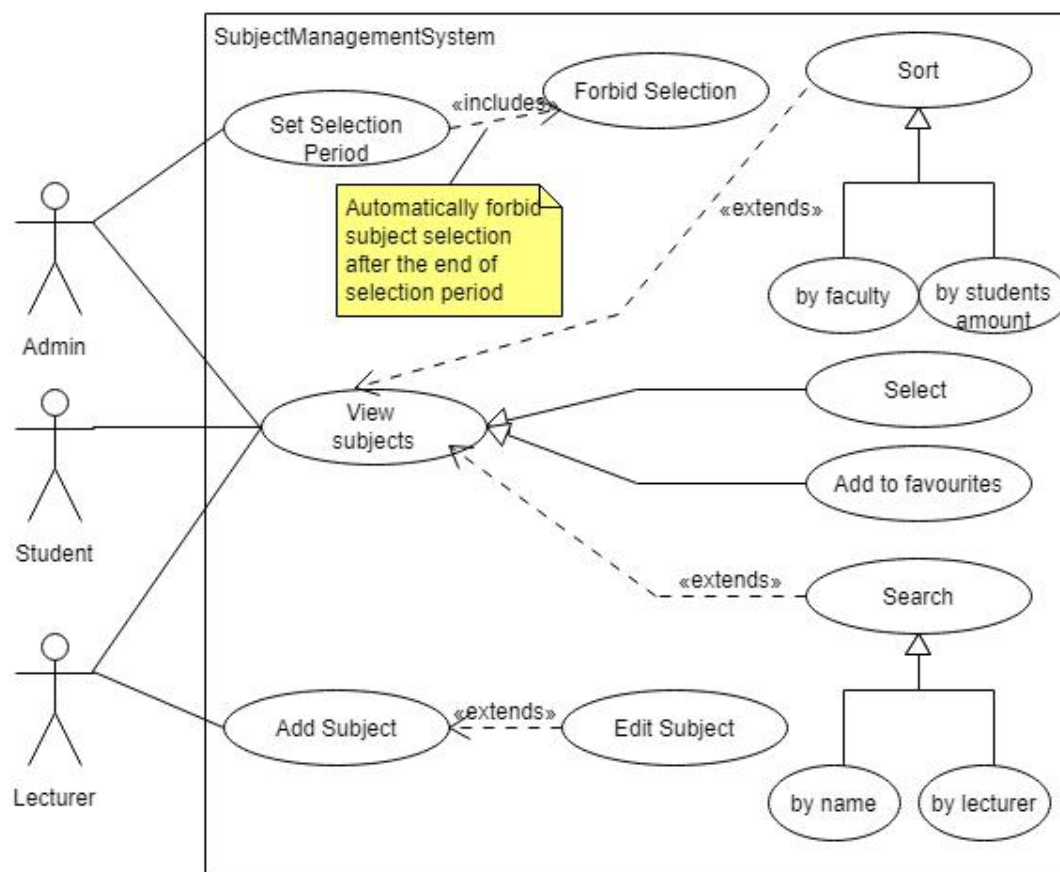 SubjectManagementSystem
Sort
Forbid Selection
«includes»
Set Selection
Period
Automatically forbid
subject selection
after the end of
selection period
«extends»
by faculty
by students
amount
Admin
View
subjects
Select
Add to favourites
Student
«extends»
Search
Add Subject
«extends»
Edit Subject
Lecturer
by name
by lecturer